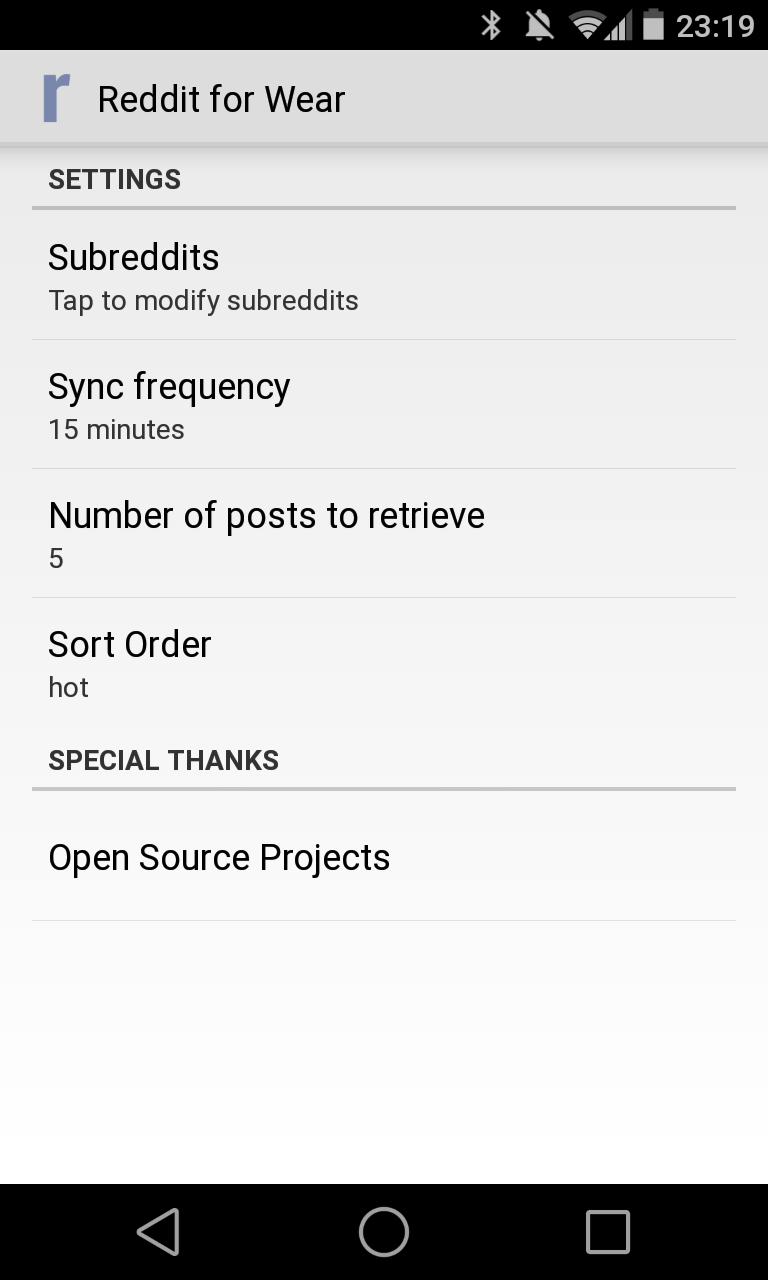 23:19
r Reddit for Wear
SETTINGS
Subreddits
Tap to modify subreddits
Sync frequency
15 minutes
Number of posts to retrieve
5
Sort Order
hot
SPECIAL THANKS
Open Source Projects